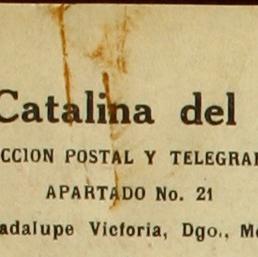 Catalina del
CCION POSTAL Y TELEGRA
APARTADO No. 21
adalupe Victoria, Dgo., Me